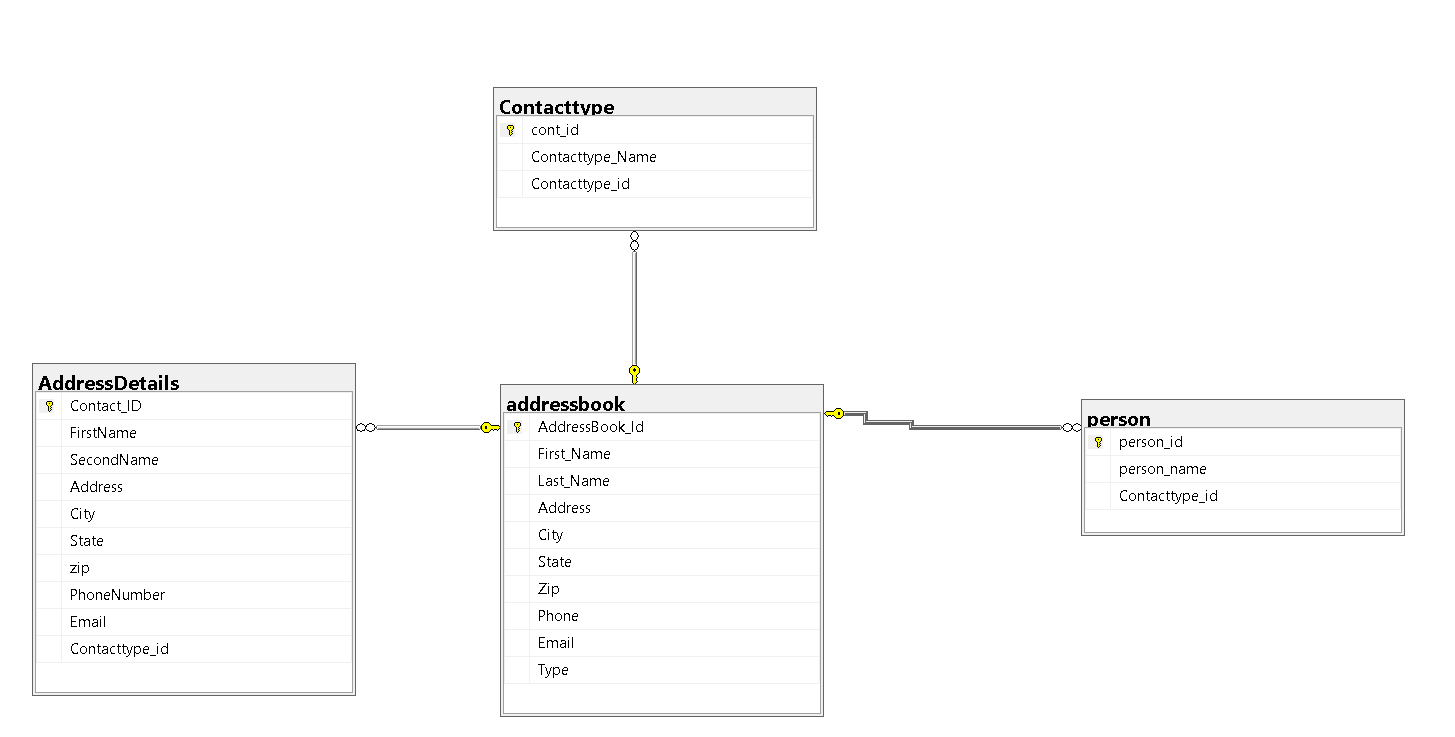 Contacttype
cont_id
Contacttype_Name
Contacttype_id
AddressDetails
Contact_ID
FirstName
SecondName
Address
City
State
zip
PhoneNumber
Email
Contacttype_id
addressbook
AddressBook_Id
First_Name
Last_Name
Address
City
State
Zip
Phone
Email
Type
person
person_id
person_name
Contacttype_id